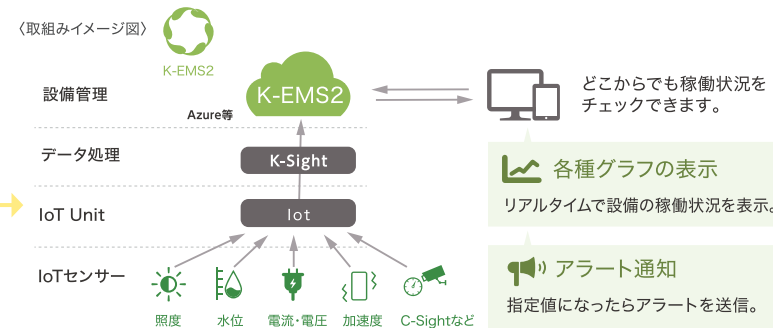 〈取組みイメージ図〉
K-EMS2
設備管理
K-EMS2
Azure等
どこからでも稼働状況を
チェックできます。
データ処理
K-Sight
各種グラフの表示
リアルタイムで設備の稼働状況を表示。
IoT Unit
Iot
アラート通知
指定値になったらアラートを送信。
IoTセンサー
照度
水位
電流・電圧
加速度
C-Sightなど